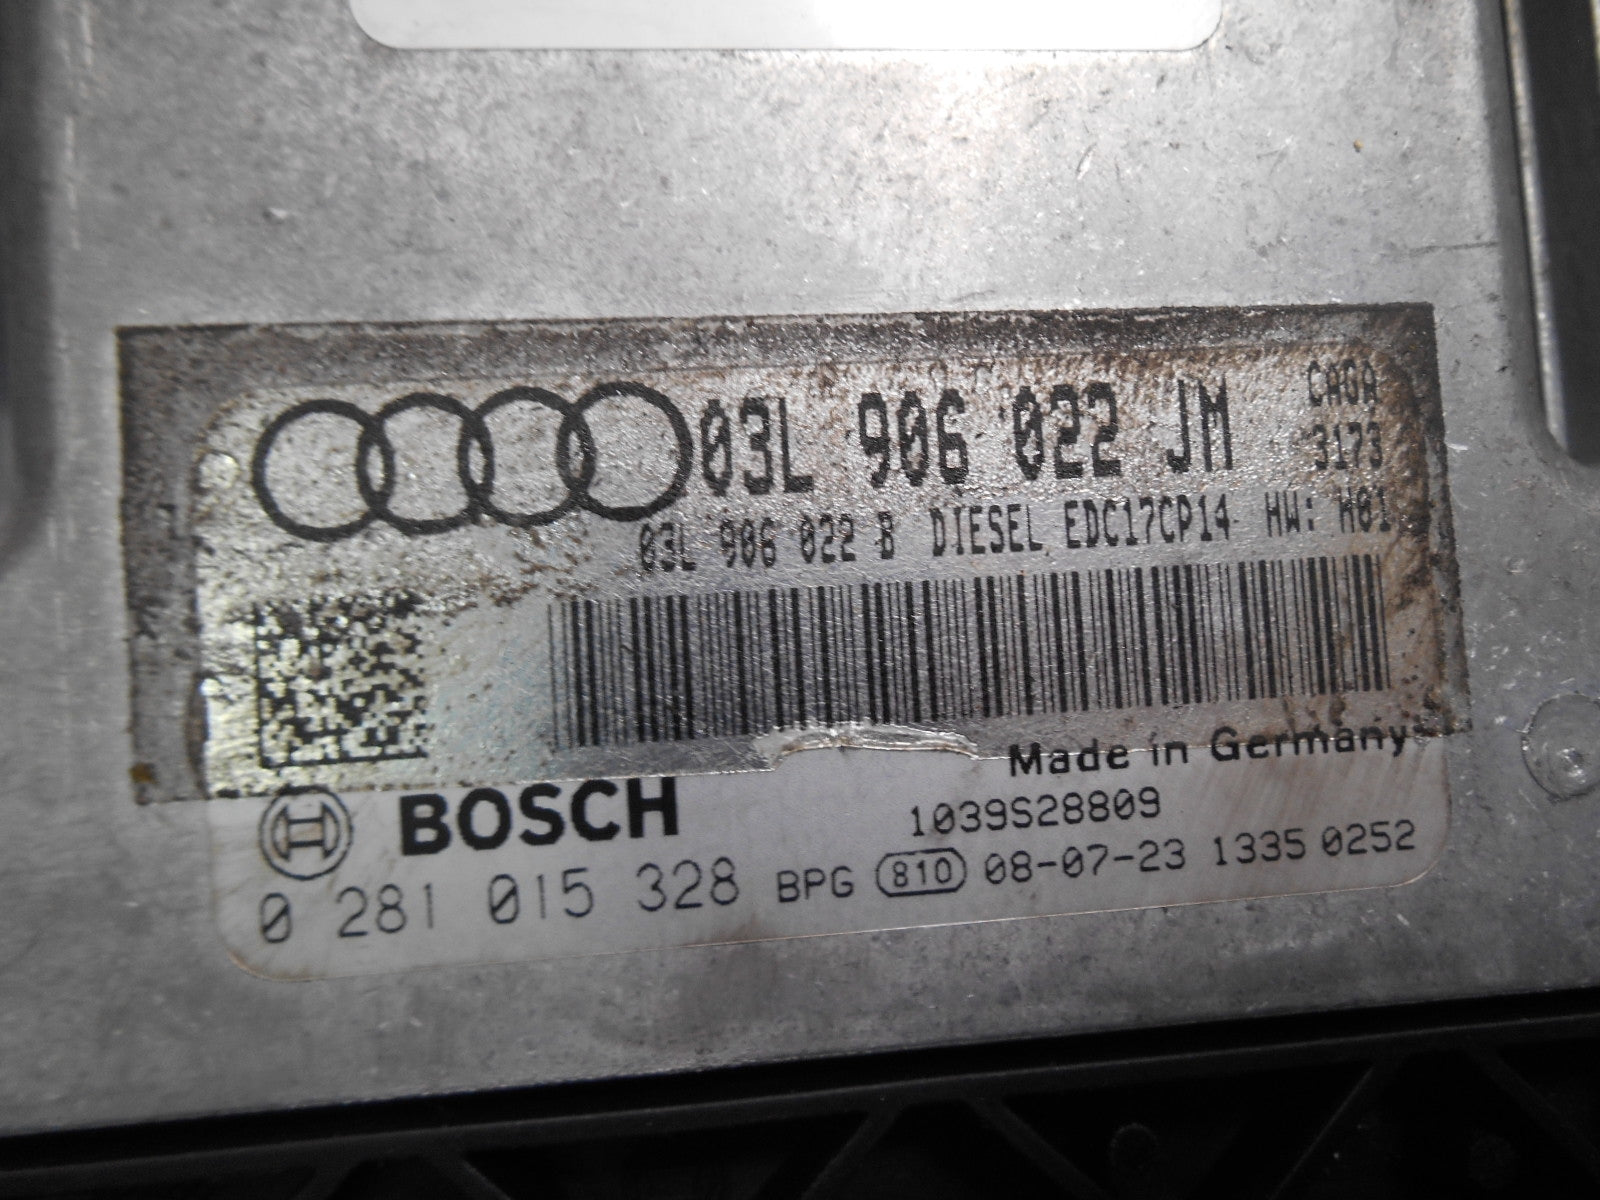 03L 906 022 JM CAGA
3173
03L 906 022 B DIESEL EDC17CP14 HW: H01
Made in Germany
BOSCH 1039S28809
0 281 015 328 BPG 810 08-07-23 1335 0252